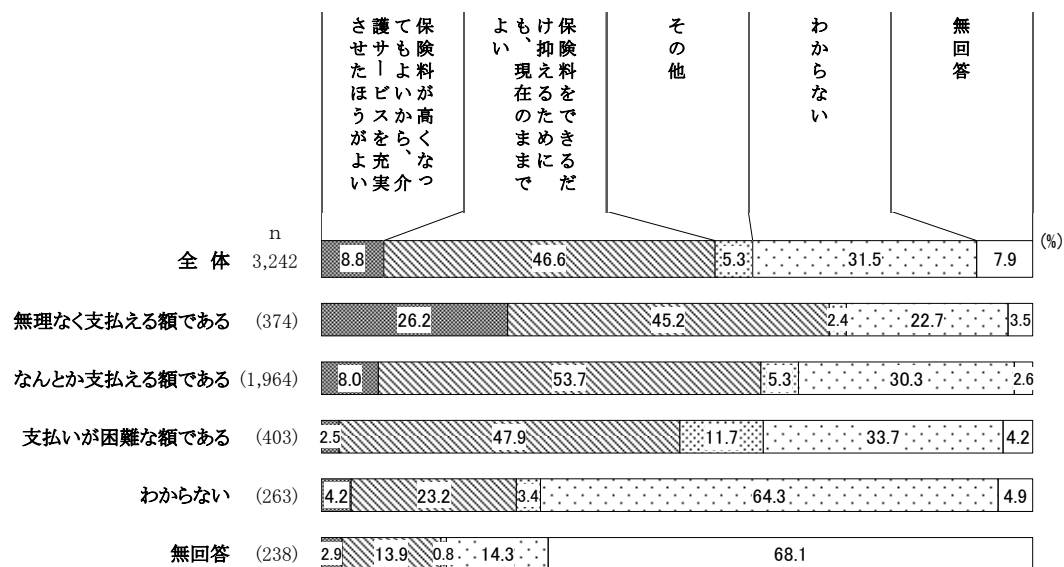 保険料が高くなっ
てもよいから、介
護サービスを充実
させたほうがよい
保険料をできるだ
け抑えるために
も、現在のままで
よい
その他
わからない
無回答
n
(%)
全 体 3,242 8.8 46.6 5.3 31.5 7.9
無理なく支払える額である (374) 26.2 45.2 2.4 22.7 3.5
なんとか支払える額である (1,964) 8.0 53.7 5.3 30.3 2.6
支払いが困難な額である (403) 2.5 47.9 11.7 33.7 4.2
わからない (263) 4.2 23.2 3.4 64.3 4.9
無回答 (238) 2.9 13.9 0.8 14.3 68.1